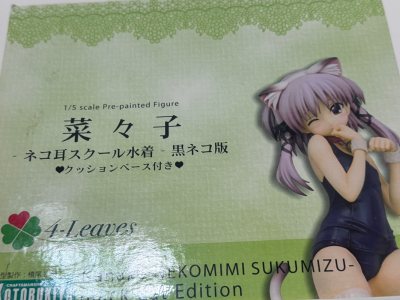 1/5 scale Pre-painted Figure
菜々子
- ネコ耳スクール水着 - 黒ネコ版
♥クッションベース付き♥
4-Leaves
EKOMIMI SUKUMIZU-
Edition